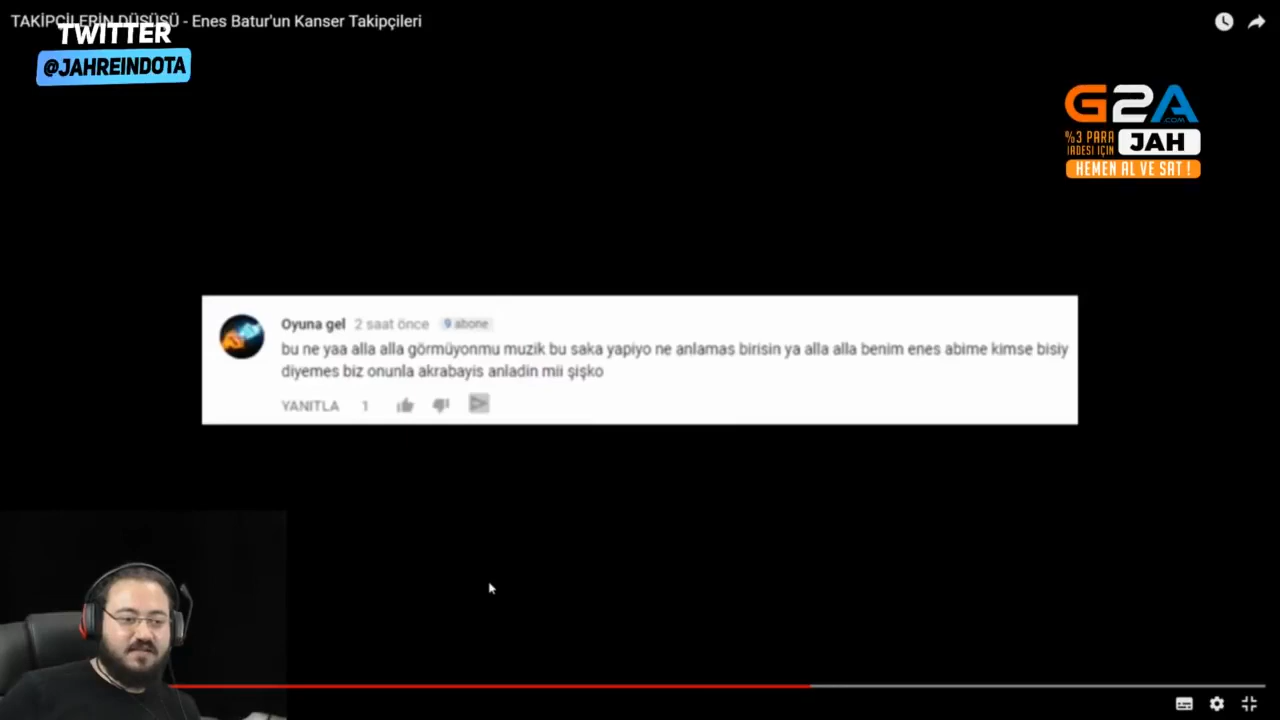 TAKİPÇİLERİN DÜŞÜŞÜ - Enes Batur'un Kanser Takipçileri
TWITTER
@JAHREINDOTA
G2A
.COM
%3 PARA
İADESİ İÇİN
JAH
HEMEN AL VE SAT !
Oyuna gel 2 saat önce 9 abone
bu ne yaa alla alla görmüyonmu muzik bu saka yapiyo ne anlamas birisin ya alla alla benim enes abime kimse bisiy
diyemes biz onunla akrabayis anladin mii şişko
YANITLA 1